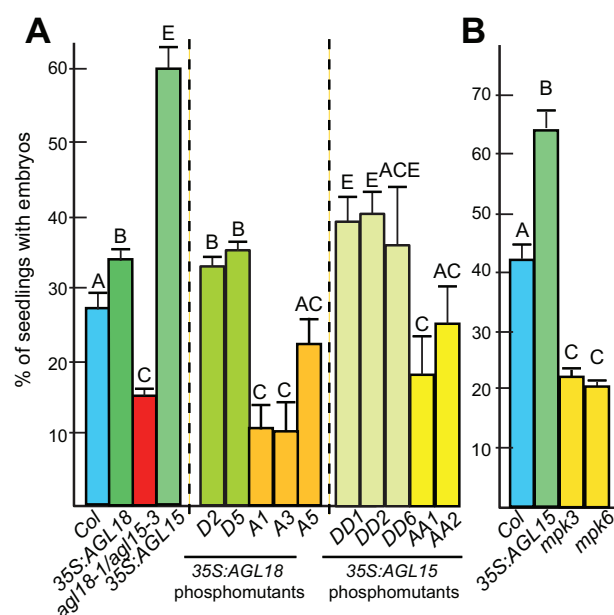 A
% of seedlings with embryos
60
50
40
30
20
10
A
B
C
E
B
B
C
C
AC
E
E
ACE
C
AC
Col
35S:AGL18
agl18-1/agl15-3
35S:AGL15
D2
D5
A1
A3
A5
DD1
DD2
DD6
AA1
AA2
35S:AGL18
phosphomutants
35S:AGL15
phosphomutants
B
70
60
50
40
30
20
10
A
B
C
C
Col
35S:AGL15
mpk3
mpk6